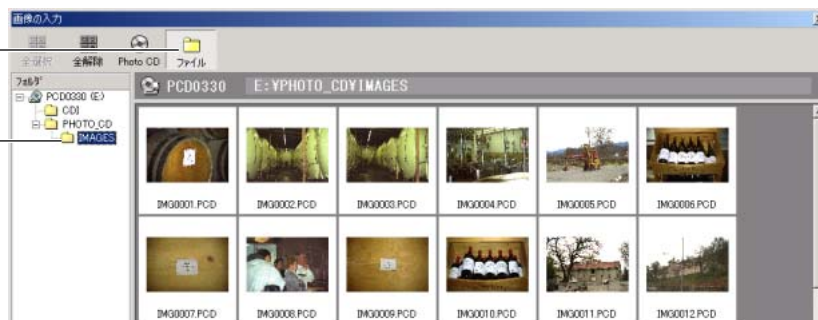 画像の入力
全選択 全解除 Photo CD ファイル
フォルダ
PCD0330 E:¥PHOTO_CD¥IMAGES
PCD0330 (E:)
CDI
PHOTO_CD
IMAGES
IMG0001.PCD IMG0002.PCD IMG0003.PCD IMG0004.PCD IMG0005.PCD IMG0006.PCD
IMG0007.PCD IMG0008.PCD IMG0009.PCD IMG0010.PCD IMG0011.PCD IMG0012.PCD